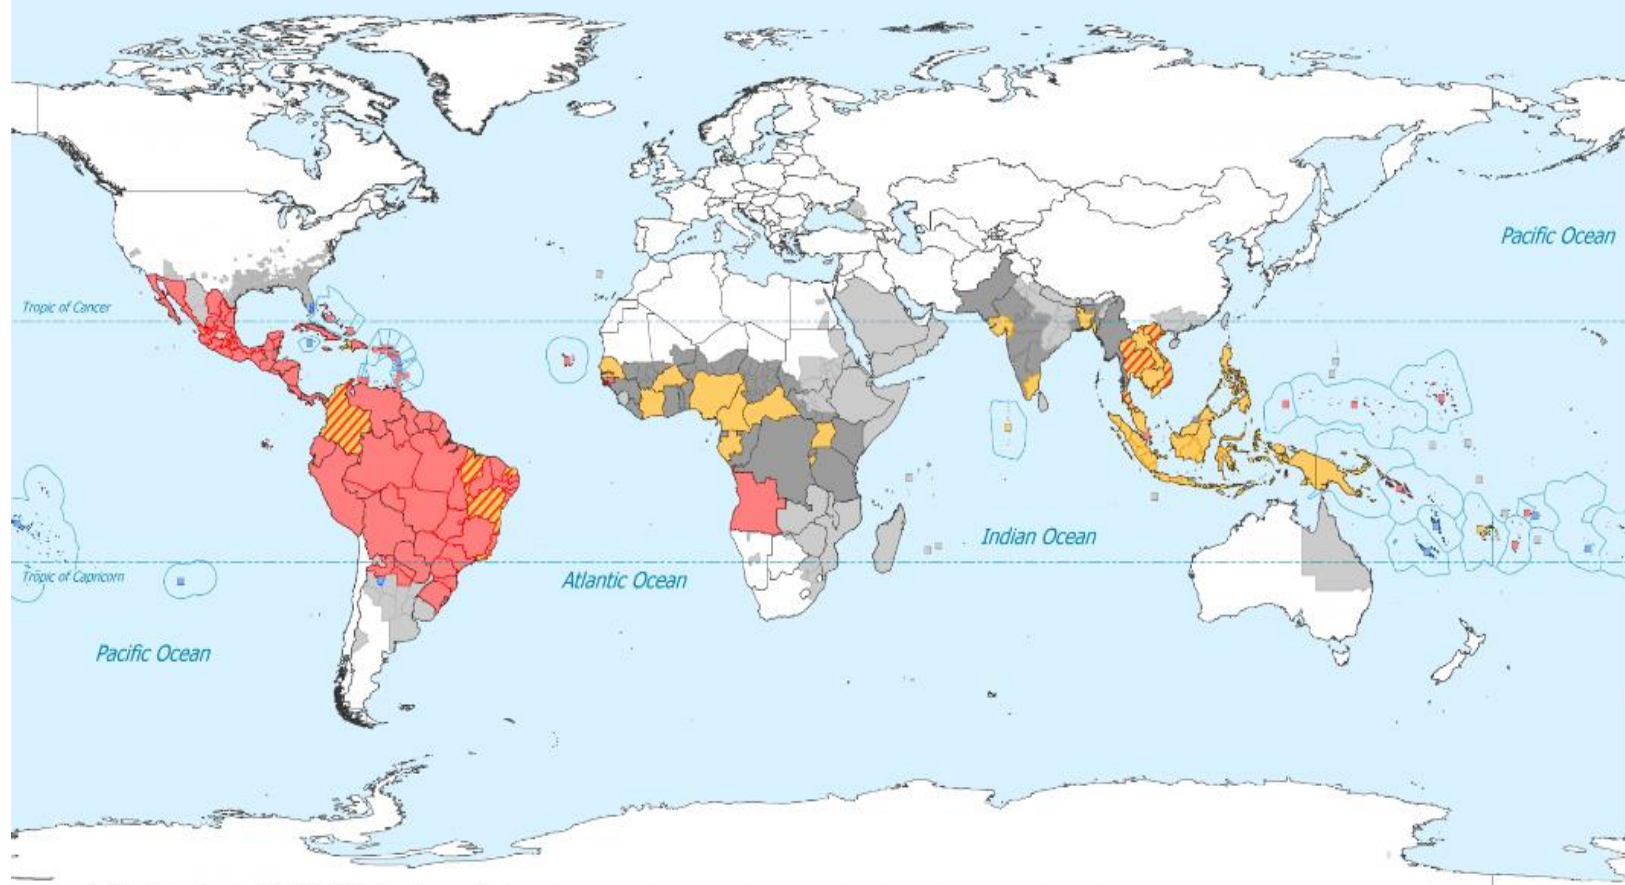 Pacific Ocean
Tropic of Cancer
Indian Ocean
Tropic of Capricorn
Atlantic Ocean
Pacific Ocean